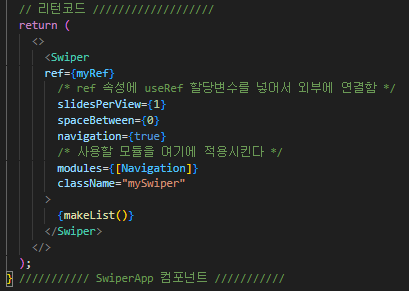 // 리턴코드 ///////////////////
return (
<>
<Swiper
ref={myRef}
/* ref 속성에 useRef 할당변수를 넣어서 외부에 연결함 */
slidesPerView={1}
spaceBetween={0}
navigation={true}
/* 사용할 모듈을 여기에 적용시킨다 */
modules={[Navigation]}
className="mySwiper"
>
{makeList()}
</Swiper>
</>
);
} /////////// SwiperApp 컴포넌트 ///////////